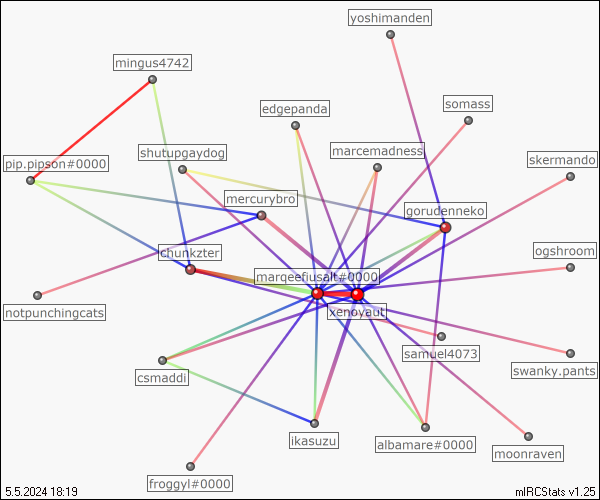 yoshimanden
mingus4742
somass
edgepanda
shutupgaydog
marcemadness
skermando
pip.pipson#0000
mercurybro
gorudenneko
chunkzter
ogshroom
marqeefiusalt#0000
notpunchingcats
xenoyaut
samuel4073
swanky.pants
csmaddi
ikasuzu
albamare#0000
moonraven
froggyl#0000
5.5.2024 18:19
mIRCStats v1.25